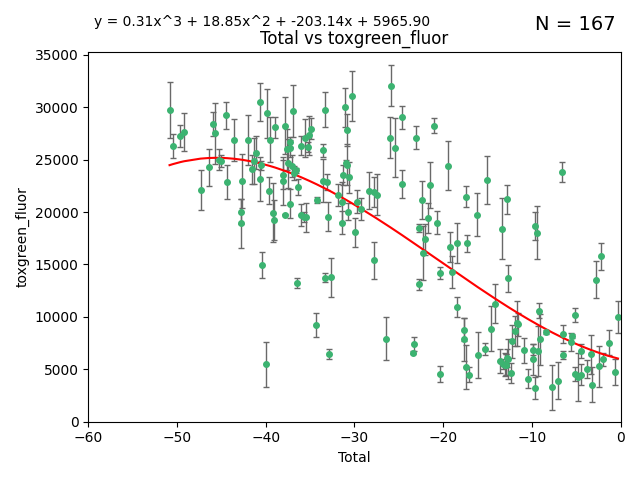 y = 0.31x^3 + 18.85x^2 + -203.14x + 5965.90
N = 167
Total vs toxgreen_fluor
35000
30000
25000
20000
15000
10000
5000
0
toxgreen_fluor
−60 −50 −40 −30 −20 −10 0
Total